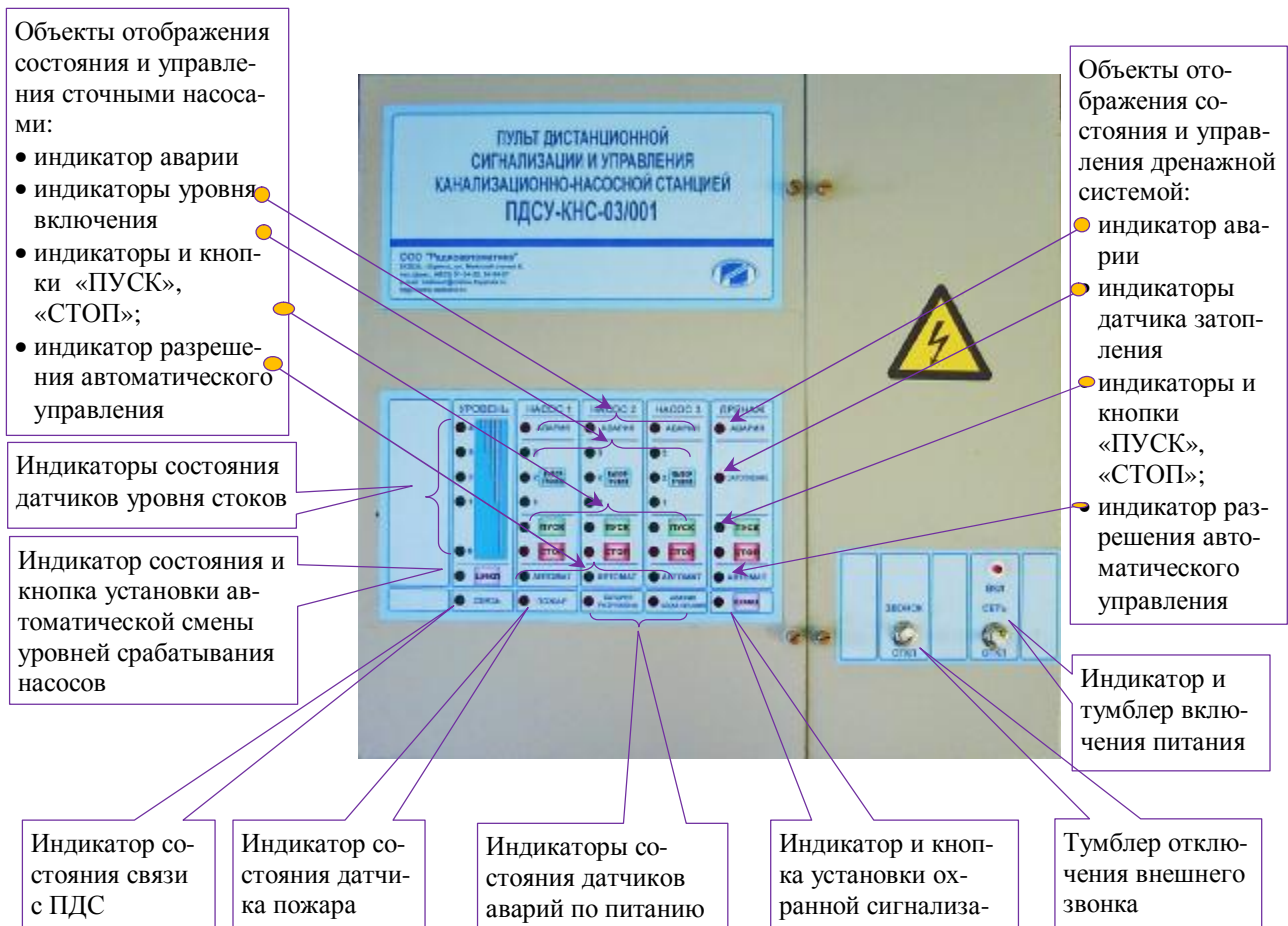 Объекты отображения
состояния и управле-
ния сточными насоса-
ми:
• индикатор аварии
• индикаторы уровня
включения
• индикаторы и кноп-
ки «ПУСК»,
«СТОП»;
• индикатор разреше-
ния автоматического
управления
Индикаторы состояния
датчиков уровня стоков
Индикатор состояния и
кнопка установки ав-
томатической смены
уровней срабатывания
насосов
ПУЛЬТ ДИСТАНЦИОННОЙ
СИГНАЛИЗАЦИИ И УПРАВЛЕНИЯ
КАНАЛИЗАЦИОННО-НАСОСНОЙ СТАНЦИЕЙ
ПДСУ-КНС-03/001
ООО "Радиоавтоматика"
УРОВЕНЬ НАСОС 1 НАСОС 2 НАСОС 3 ДРЕНАЖ
АВАРИЯ АВАРИЯ АВАРИЯ АВАРИЯ
ВЫБОР ВЫБОР ВЫБОР
ПУСК ПУСК ПУСК ПУСК
СТОП СТОП СТОП СТОП
ЦИКЛ АВТОМАТ АВТОМАТ АВТОМАТ АВТОМАТ
СВЯЗЬ ПОЖАР
ЗВОНОК
ОТКЛ
ВКЛ
СЕТЬ
ОТКЛ
Объекты ото-
бражения со-
стояния и управ-
ления дренажной
системой:
• индикатор ава-
рии
• индикаторы
датчика затоп-
ления
• индикаторы и
кнопки
«ПУСК»,
«СТОП»;
• индикатор раз-
решения авто-
матического
управления
Индикатор и
тумблер вклю-
чения питания
Индикатор со-
стояния связи
с ПДС
Индикатор со-
стояния датчи-
ка пожара
Индикаторы со-
стояния датчиков
аварий по питанию
Индикатор и кноп-
ка установки ох-
ранной сигнализа-
Тумблер отклю-
чения внешнего
звонка